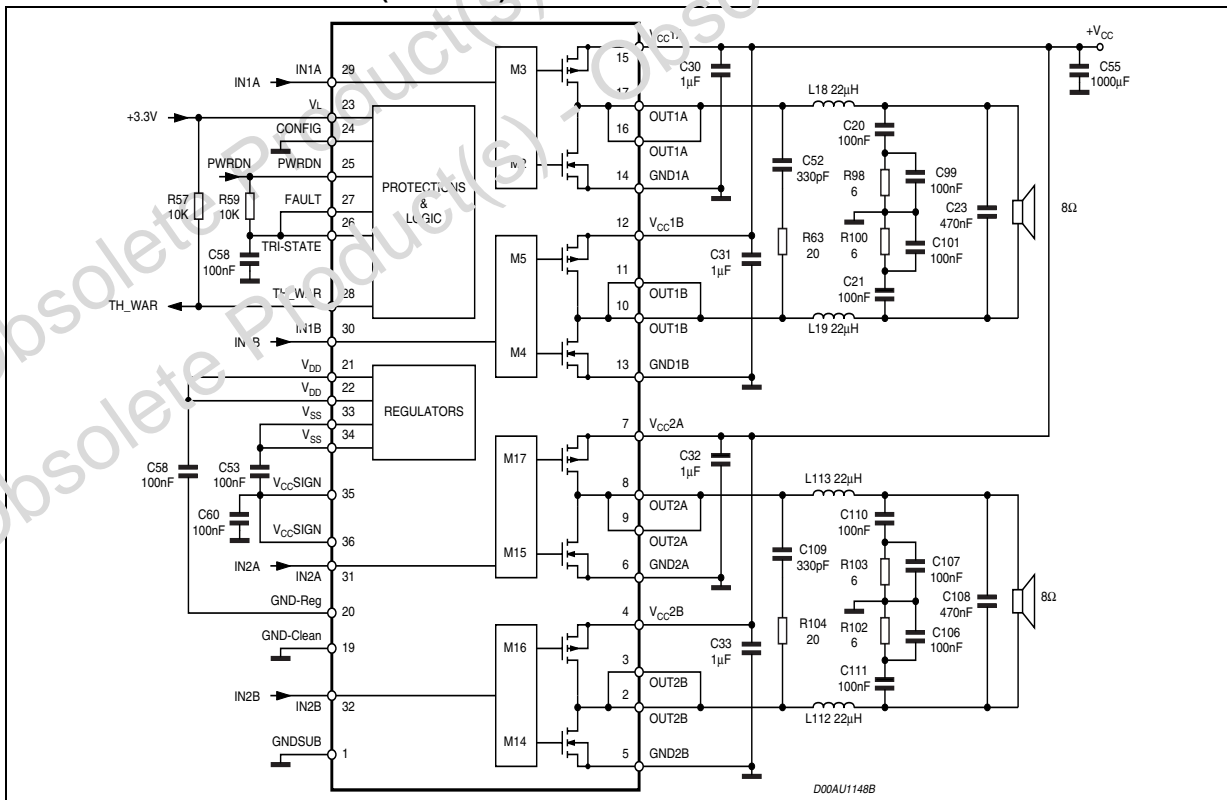 Obsolete Product(s) - Obso
Obsolete Product(s)
+VCC
15
C30
1μF
C55
1000μF
IN1A
IN1A
29
M3
17
OUT1A
L18 22μH
VL
23
+3.3V
CONFIG
24
16
OUT1A
C20
100nF
PWRDN
PWRDN
25
14
GND1A
C52
330pF
R98
6
C99
100nF
R57
10K
R59
10K
FAULT
27
PROTECTIONS
&
LOGIC
C23
470nF
8Ω
26
TRI-STATE
12
VCC1B
C58
100nF
M5
C31
1μF
R63
20
R100
6
C101
100nF
11
OUT1B
C21
100nF
TH_WAR
28
10
OUT1B
L19 22μH
30
IN1B
M4
13
GND1B
VDD
21
VDD
22
REGULATORS
VSS
33
VSS
34
7
VCC2A
C58
100nF
C53
100nF
M17
C32
1μF
VCCSIGN
35
8
OUT2A
L113 22μH
C60
100nF
9
OUT2A
C110
100nF
VCCSIGN
36
M15
C109
330pF
R103
6
C107
100nF
IN2A
IN2A
31
6
GND2A
C108
470nF
8Ω
GND-Reg
20
4
VCC2B
GND-Clean
19
M16
C33
1μF
R104
20
R102
6
C106
100nF
3
OUT2B
C111
100nF
IN2B
IN2B
32
2
OUT2B
L112 22μH
M14
GNDSUB
1
5
GND2B
D00AU1148B